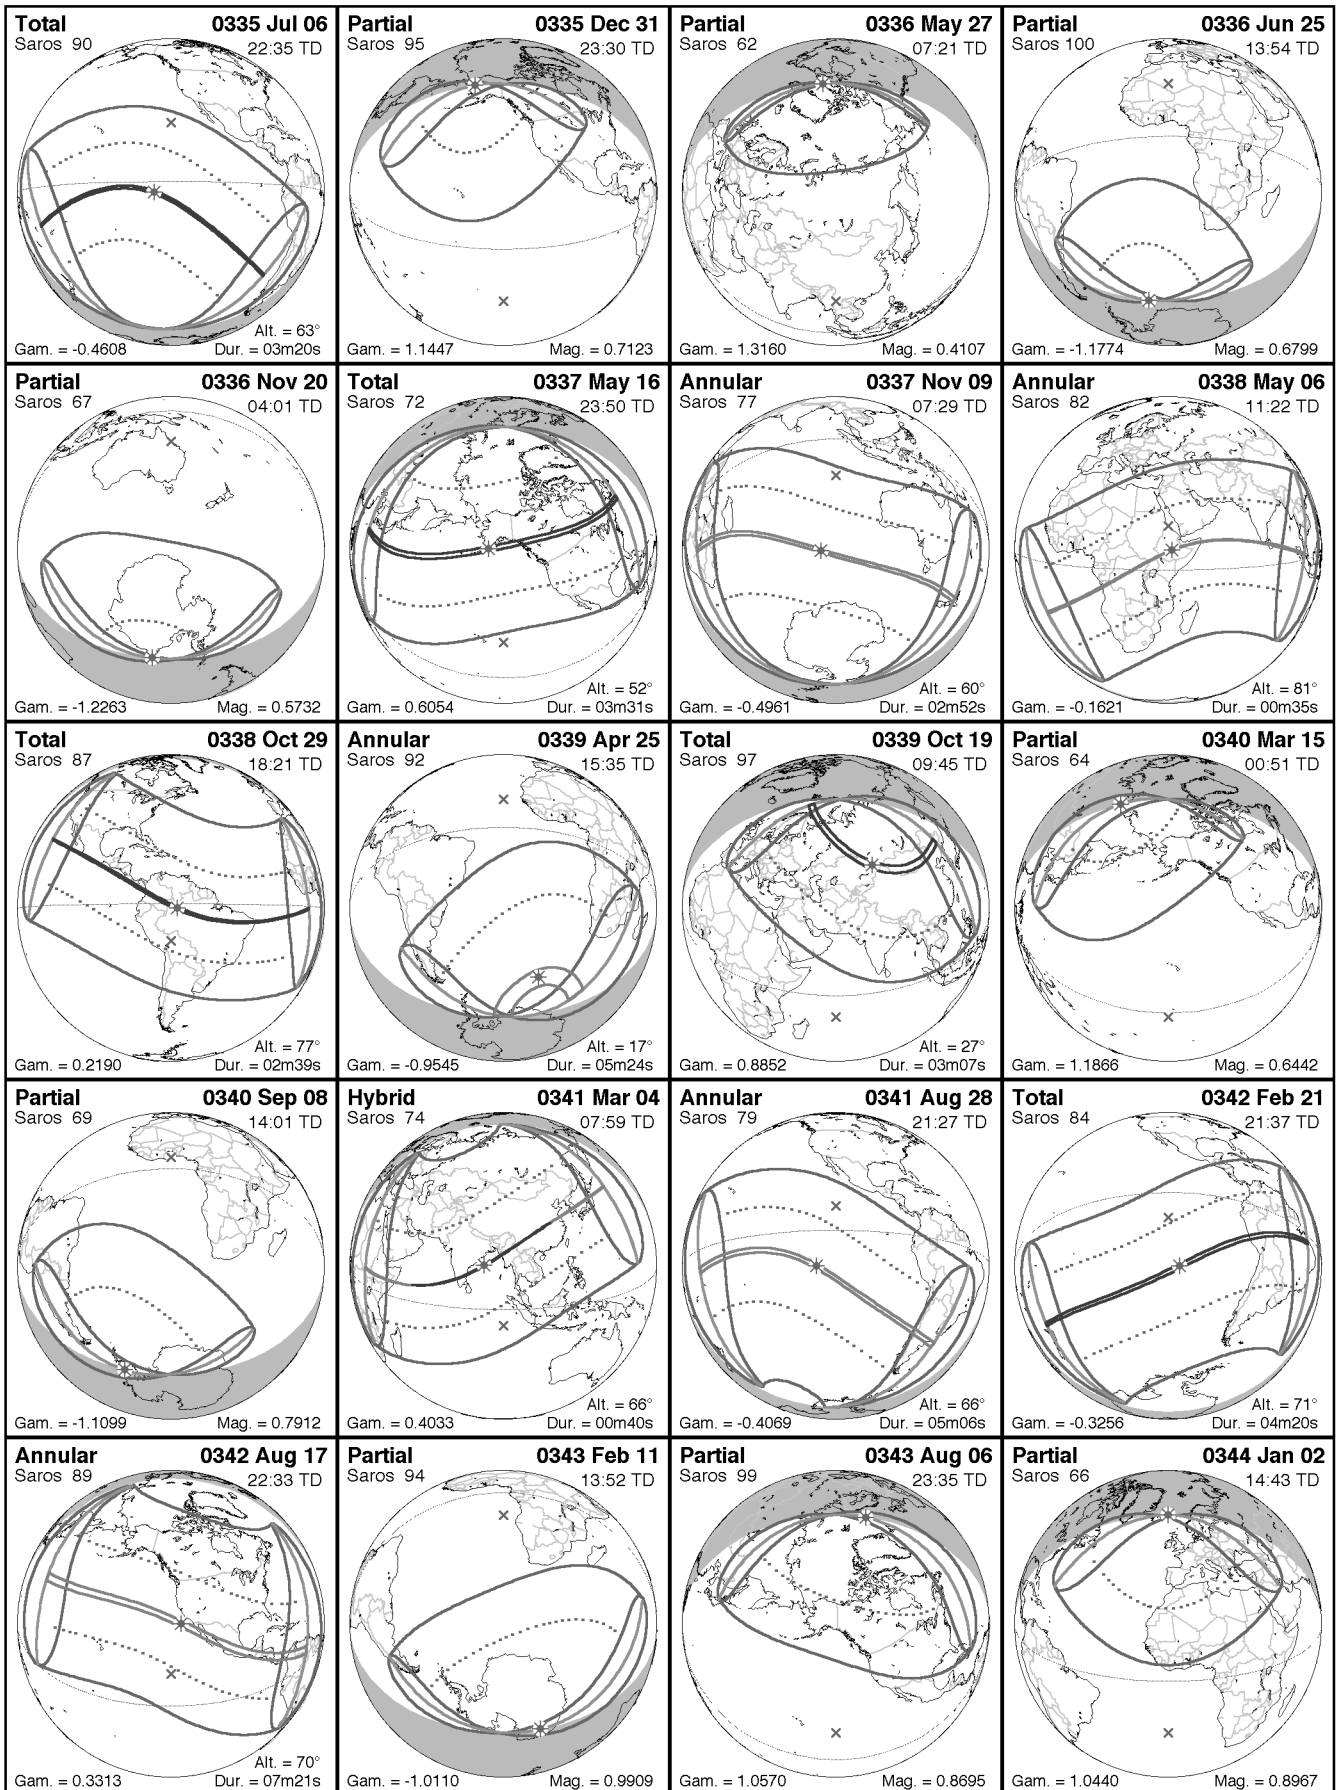 Total 0335 Jul 06
Saros 90 22:35 TD
Alt. = 63°
Gam. = -0.4608 Dur. = 03m20s
Partial 0335 Dec 31
Saros 95 23:30 TD
Gam. = 1.1447 Mag. = 0.7123
Partial 0336 May 27
Saros 62 07:21 TD
Gam. = 1.3160 Mag. = 0.4107
Partial 0336 Jun 25
Saros 100 13:54 TD
Gam. = -1.1774 Mag. = 0.6799
Partial 0336 Nov 20
Saros 67 04:01 TD
Gam. = -1.2263 Mag. = 0.5732
Total 0337 May 16
Saros 72 23:50 TD
Alt. = 52°
Gam. = 0.6054 Dur. = 03m31s
Annular 0337 Nov 09
Saros 77 07:29 TD
Alt. = 60°
Gam. = -0.4961 Dur. = 02m52s
Annular 0338 May 06
Saros 82 11:22 TD
Alt. = 81°
Gam. = -0.1621 Dur. = 00m35s
Total 0338 Oct 29
Saros 87 18:21 TD
Alt. = 77°
Gam. = 0.2190 Dur. = 02m39s
Annular 0339 Apr 25
Saros 92 15:35 TD
Alt. = 17°
Gam. = -0.9545 Dur. = 05m24s
Total 0339 Oct 19
Saros 97 09:45 TD
Alt. = 27°
Gam. = 0.8852 Dur. = 03m07s
Partial 0340 Mar 15
Saros 64 00:51 TD
Gam. = 1.1866 Mag. = 0.6442
Partial 0340 Sep 08
Saros 69 14:01 TD
Gam. = -1.1099 Mag. = 0.7912
Hybrid 0341 Mar 04
Saros 74 07:59 TD
Alt. = 66°
Gam. = 0.4033 Dur. = 00m40s
Annular 0341 Aug 28
Saros 79 21:27 TD
Alt. = 66°
Gam. = -0.4069 Dur. = 05m06s
Total 0342 Feb 21
Saros 84 21:37 TD
Alt. = 71°
Gam. = -0.3256 Dur. = 04m20s
Annular 0342 Aug 17
Saros 89 22:33 TD
Alt. = 70°
Gam. = 0.3313 Dur. = 07m21s
Partial 0343 Feb 11
Saros 94 13:52 TD
Gam. = -1.0110 Mag. = 0.9909
Partial 0343 Aug 06
Saros 99 23:35 TD
Gam. = 1.0570 Mag. = 0.8695
Partial 0344 Jan 02
Saros 66 14:43 TD
Gam. = 1.0440 Mag. = 0.8967